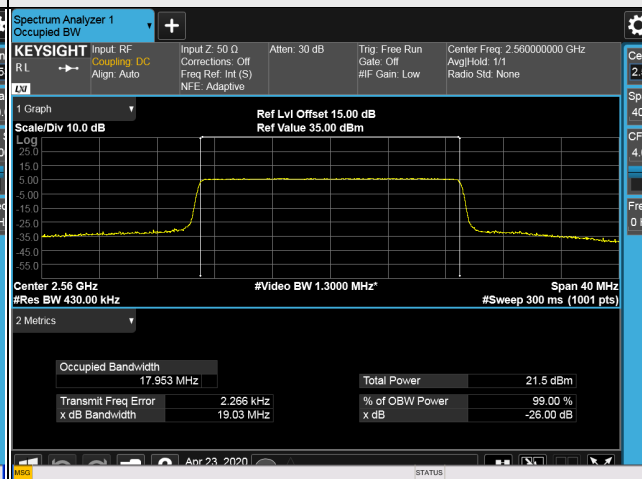 Spectrum Analyzer 1
Occupied BW
KEYSIGHT
RL
LXI
Input: RF
Coupling: DC
Align: Auto
Input Z: 50 Ω
Corrections: Off
Freq Ref: Int (S)
NFE: Adaptive
Atten: 30 dB
Trig: Free Run
Gate: Off
#IF Gain: Low
Center Freq: 2.560000000 GHz
Avg|Hold: 1/1
Radio Std: None
1 Graph
Scale/Div 10.0 dB
Ref Lvl Offset 15.00 dB
Ref Value 35.00 dBm
Log
25.0
15.0
5.00
-5.00
-15.0
-25.0
-35.0
-45.0
-55.0
Center 2.56 GHz
#Res BW 430.00 kHz
#Video BW 1.3000 MHz*
Span 40 MHz
#Sweep 300 ms (1001 pts)
2 Metrics
Occupied Bandwidth
17.953 MHz
Transmit Freq Error 2.266 kHz
x dB Bandwidth 19.03 MHz
Total Power 21.5 dBm
% of OBW Power 99.00 %
x dB -26.00 dB
Apr 23, 2020
MSG
STATUS